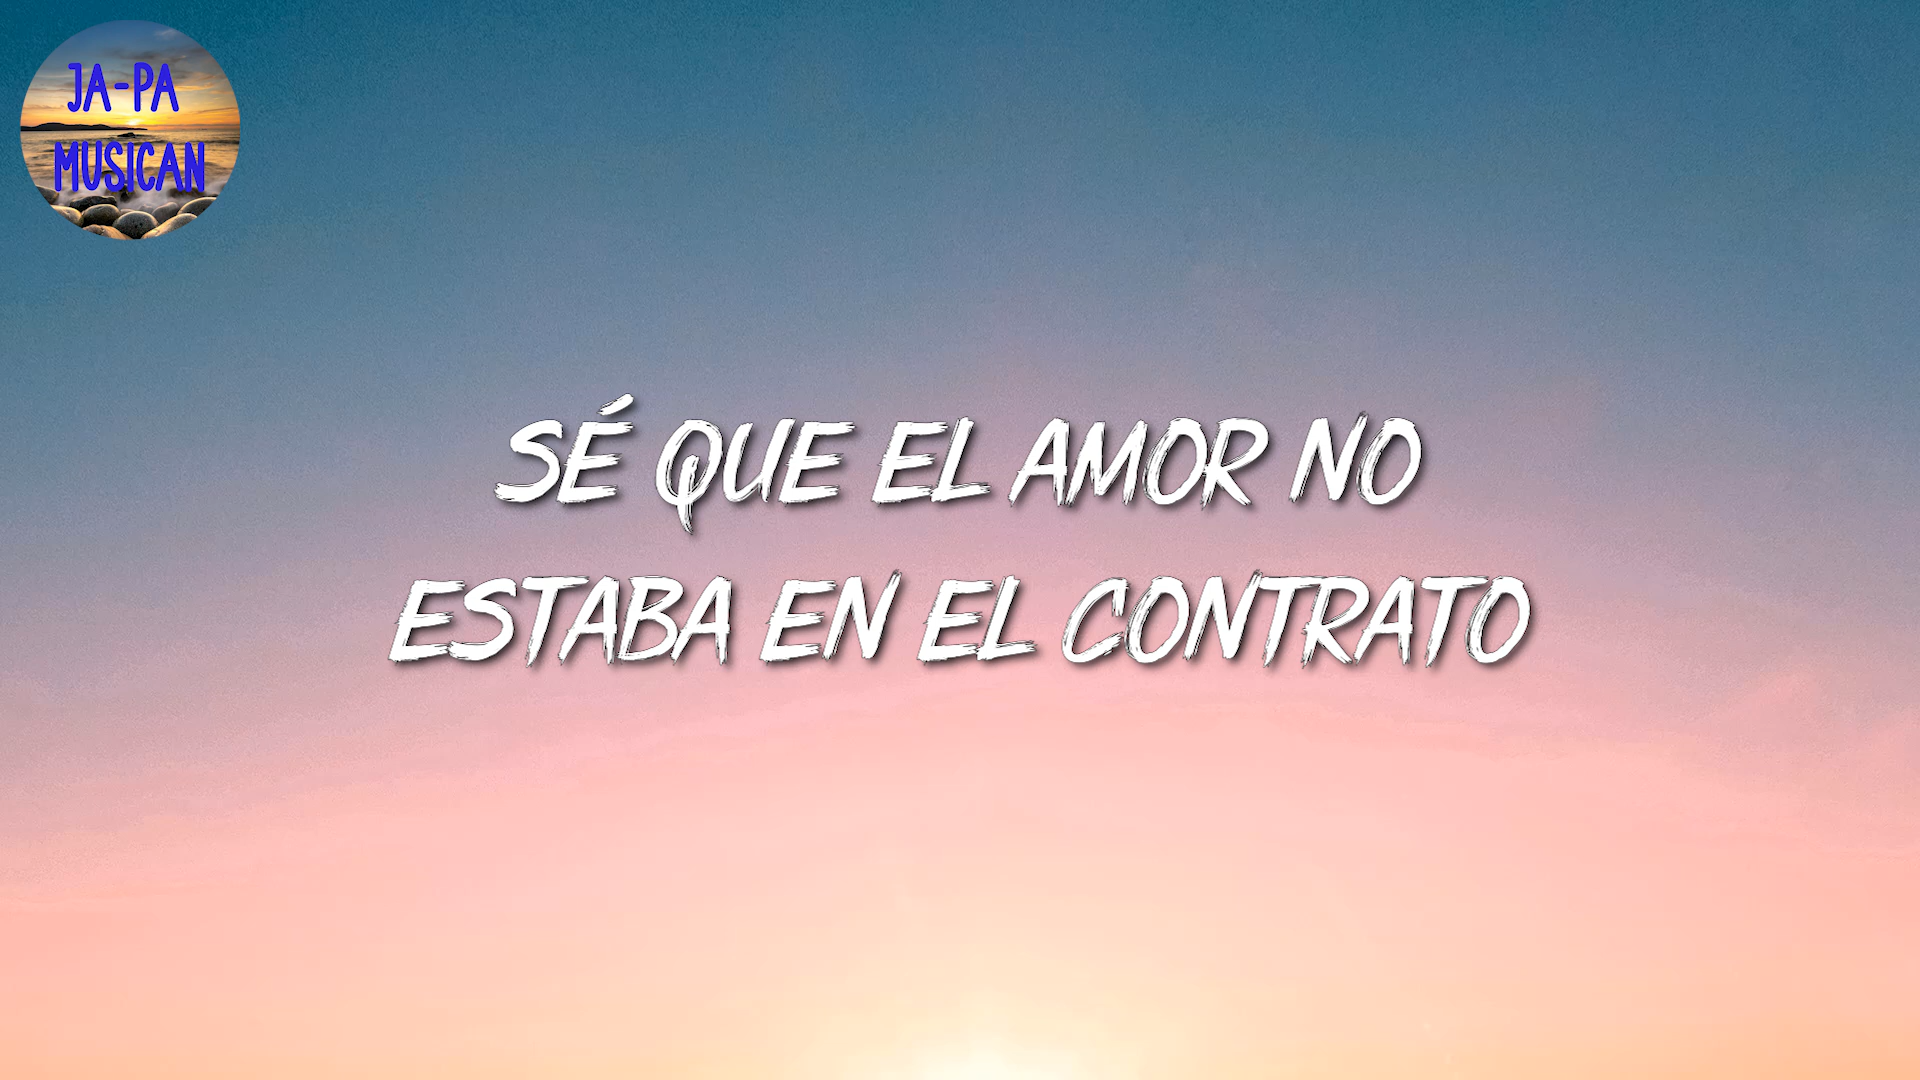 JA-PA
MUSICAN
SÉ QUE EL AMOR NO
ESTABA EN EL CONTRATO